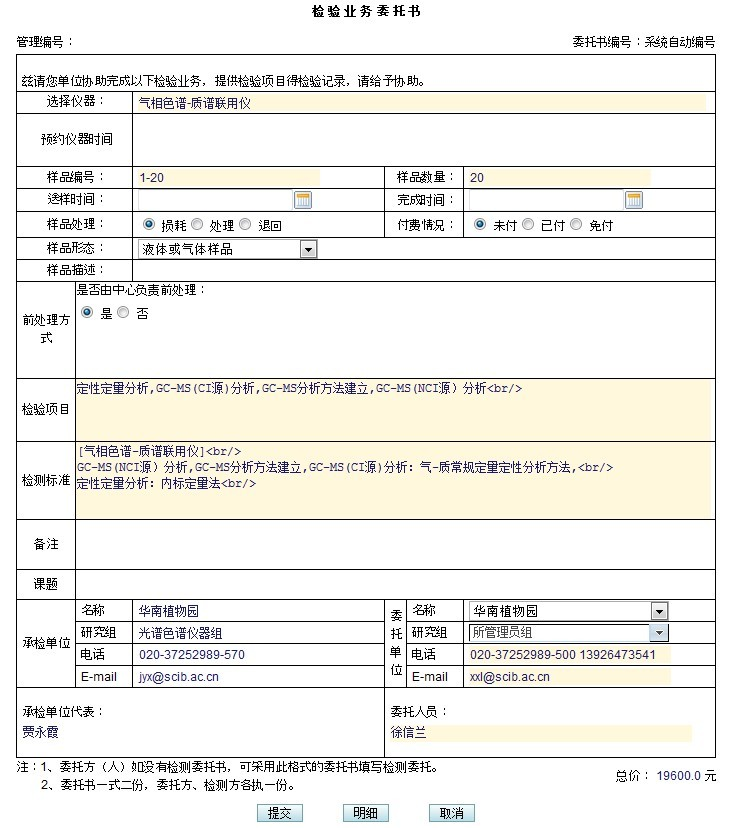 检验业务委托书
管理编号：
委托书编号：系统自动编号
兹请您单位协助完成以下检验业务，提供检验项目得检验记录，请给予协助。
选择仪器： 气相色谱-质谱联用仪
预约仪器时间
样品编号： 1-20 样品数量： 20
送样时间： 完成时间：
样品处理： 损耗 处理 退回 付费情况： 未付 已付 免付
样品形态： 液体或气体样品
样品描述：
是否由中心负责前处理：
前处理方式
是 否
检验项目
定性定量分析,GC-MS(CI源)分析,GC-MS分析方法建立,GC-MS(NCI源）分析<br/>
检测标准
[气相色谱-质谱联用仪]<br/>
GC-MS(NCI源）分析,GC-MS分析方法建立,GC-MS(CI源)分析：气-质常规定量定性分析方法,<br/>
定性定量分析：内标定量法<br/>
备注
课题
承检单位
名称 华南植物园
研究组 光谱色谱仪器组
电话 020-37252989-570
E-mail jyx@scib.ac.cn
委托单位
名称 华南植物园
研究组 所管理员组
电话 020-37252989-500 13926473541
E-mail xxl@scib.ac.cn
承检单位代表：
贾永霞
委托人员：
徐信兰
注：1、委托方（人）如没有检测委托书，可采用此格式的委托书填写检测委托。
2、委托书一式二份，委托方、检测方各执一份。
总价： 19600.0 元
提交 明细 取消